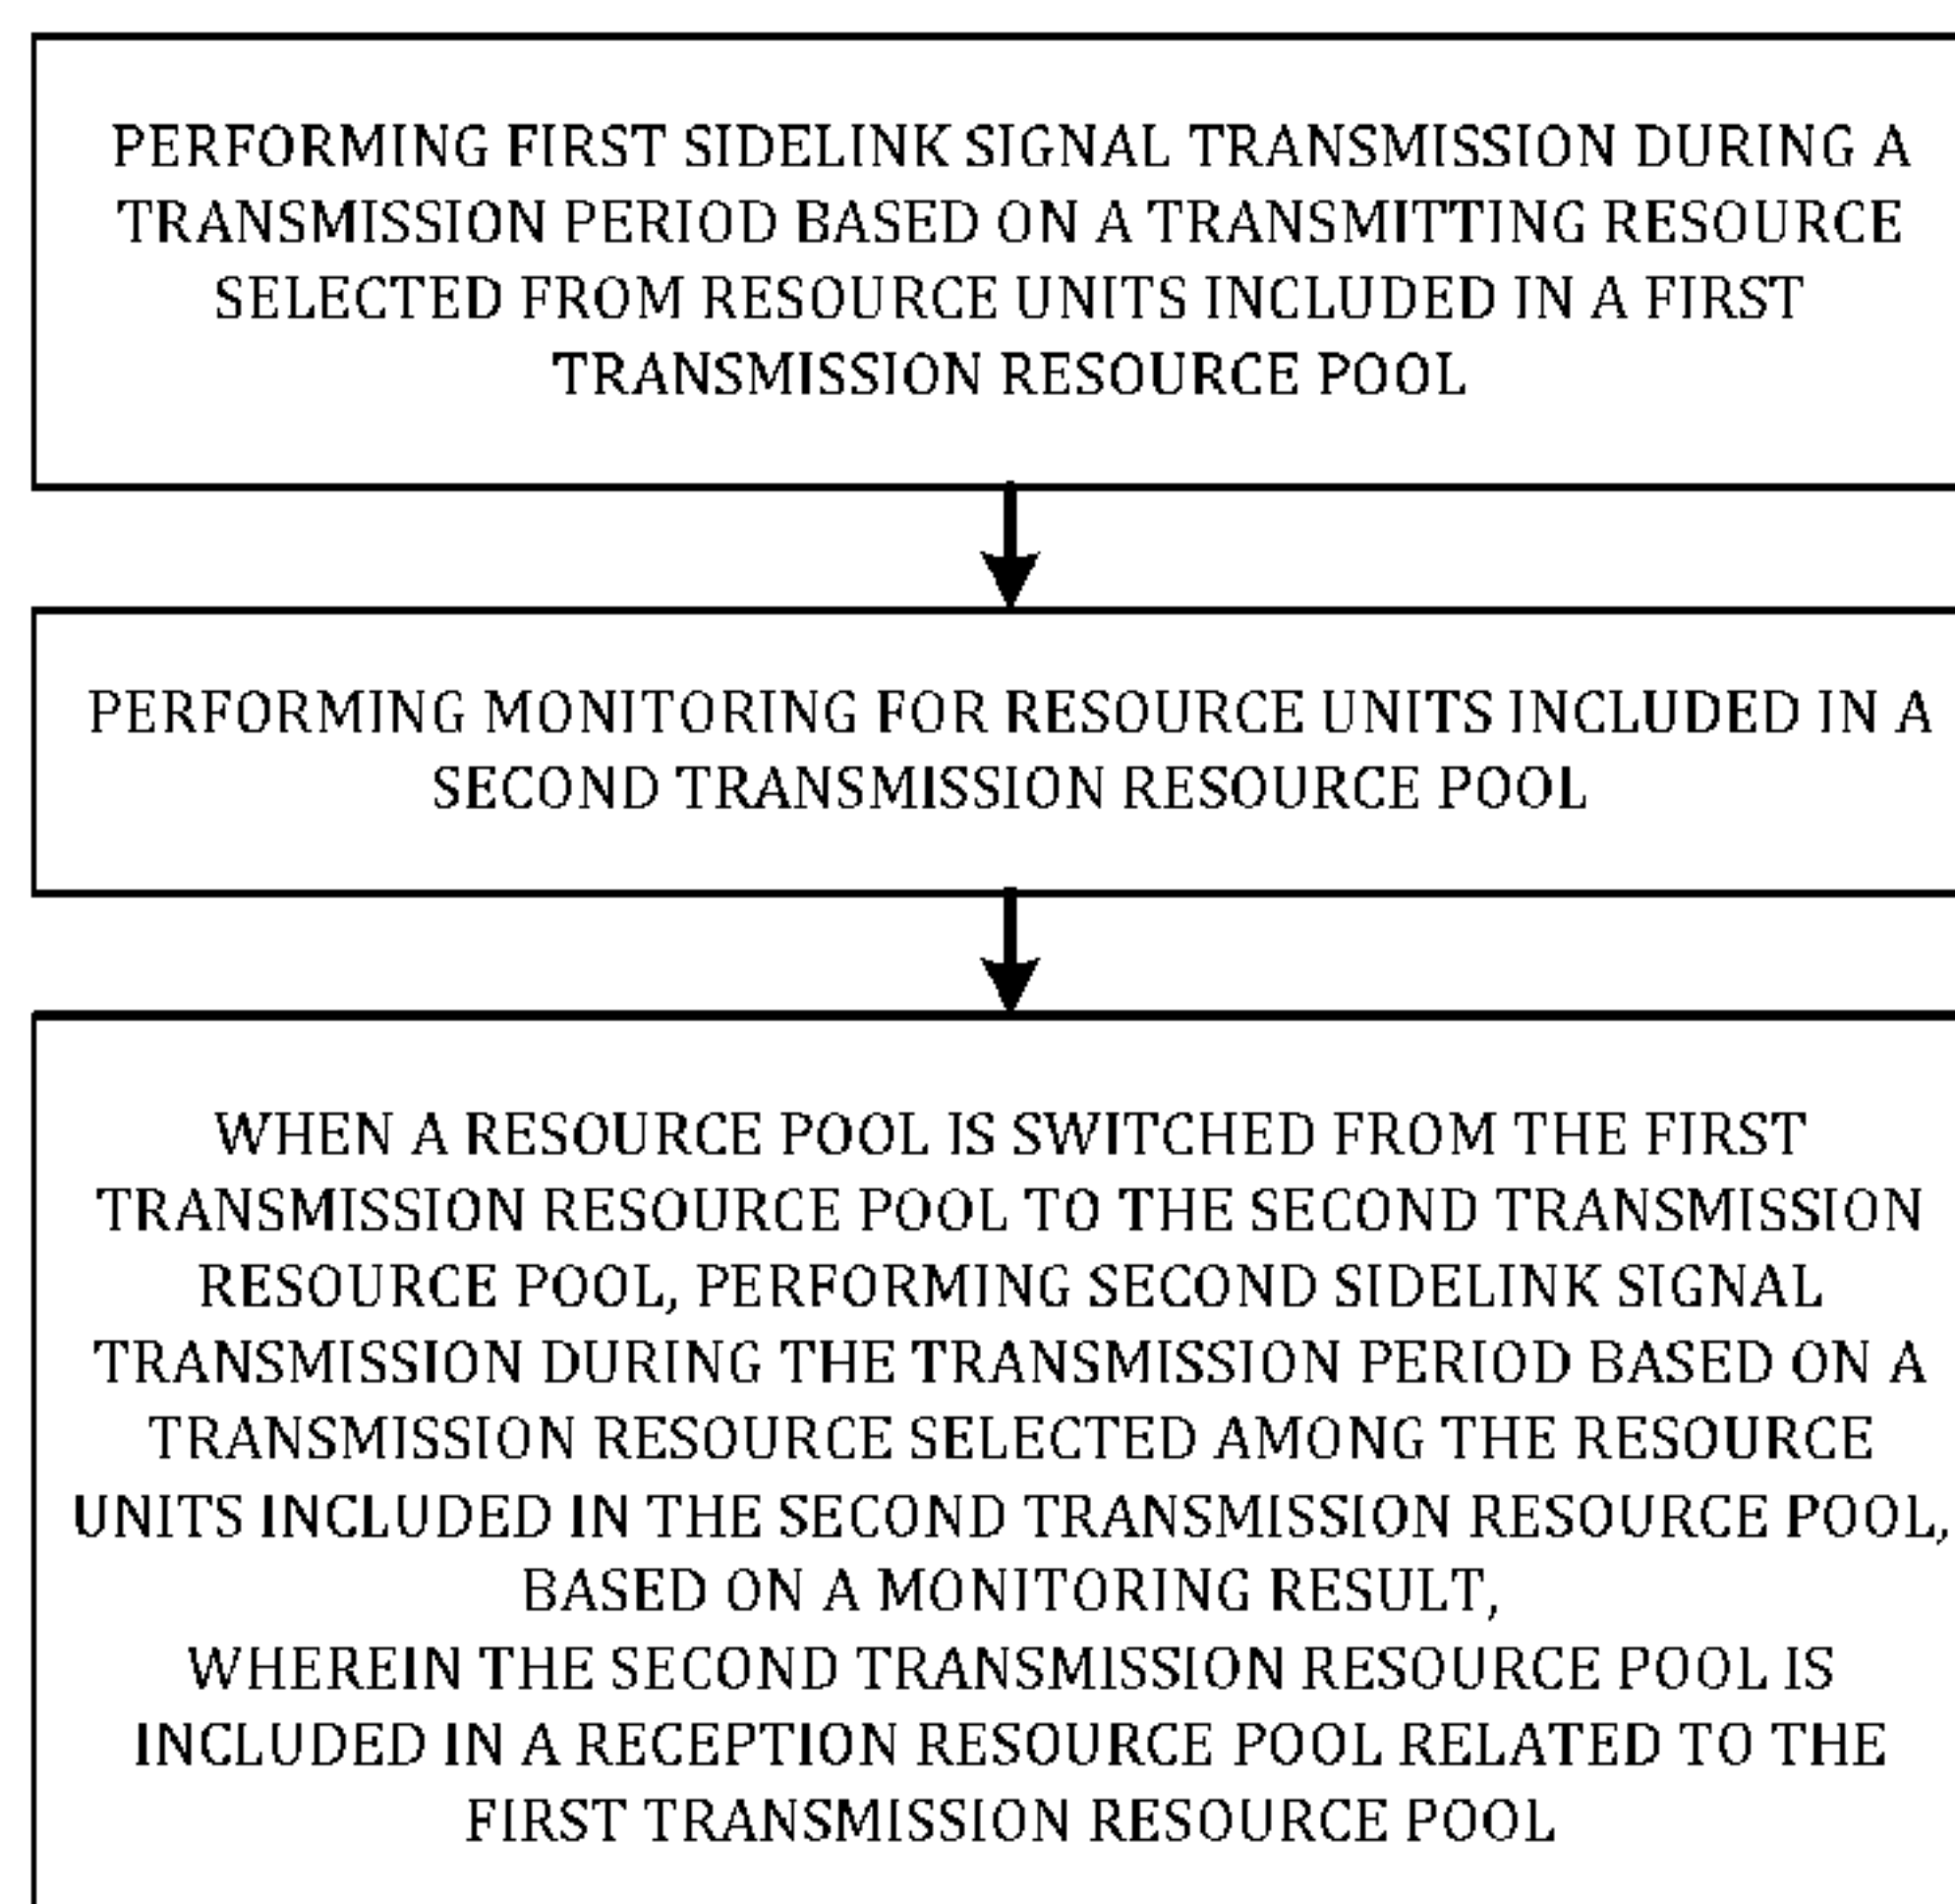 PERFORMING FIRST SIDELINK SIGNAL TRANSMISSION DURING A
TRANSMISSION PERIOD BASED ON A TRANSMITTING RESOURCE
SELECTED FROM RESOURCE UNITS INCLUDED IN A FIRST
TRANSMISSION RESOURCE POOL
PERFORMING MONITORING FOR RESOURCE UNITS INCLUDED IN A
SECOND TRANSMISSION RESOURCE POOL
WHEN A RESOURCE POOL IS SWITCHED FROM THE FIRST
TRANSMISSION RESOURCE POOL TO THE SECOND TRANSMISSION
RESOURCE POOL, PERFORMING SECOND SIDELINK SIGNAL
TRANSMISSION DURING THE TRANSMISSION PERIOD BASED ON A
TRANSMISSION RESOURCE SELECTED AMONG THE RESOURCE
UNITS INCLUDED IN THE SECOND TRANSMISSION RESOURCE POOL,
BASED ON A MONITORING RESULT,
WHEREIN THE SECOND TRANSMISSION RESOURCE POOL IS
INCLUDED IN A RECEPTION RESOURCE POOL RELATED TO THE
FIRST TRANSMISSION RESOURCE POOL